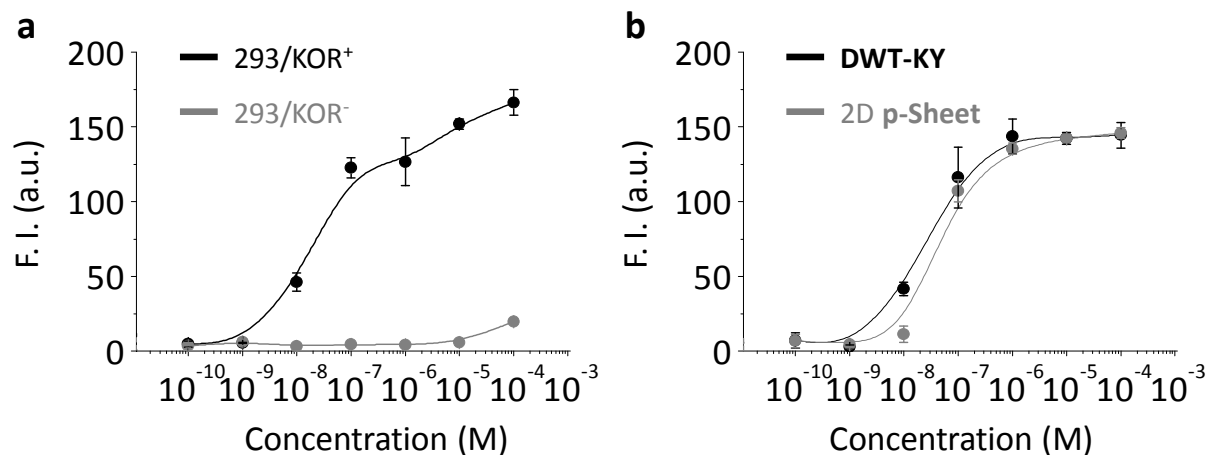 a
293/KOR⁺
293/KOR⁻
F. I. (a.u.)
200
150
100
50
0
10⁻¹⁰ 10⁻⁹ 10⁻⁸ 10⁻⁷ 10⁻⁶ 10⁻⁵ 10⁻⁴ 10⁻³
Concentration (M)
b
DWT-KY
2D p-Sheet
F. I. (a.u.)
200
150
100
50
0
10⁻¹⁰ 10⁻⁹ 10⁻⁸ 10⁻⁷ 10⁻⁶ 10⁻⁵ 10⁻⁴ 10⁻³
Concentration (M)